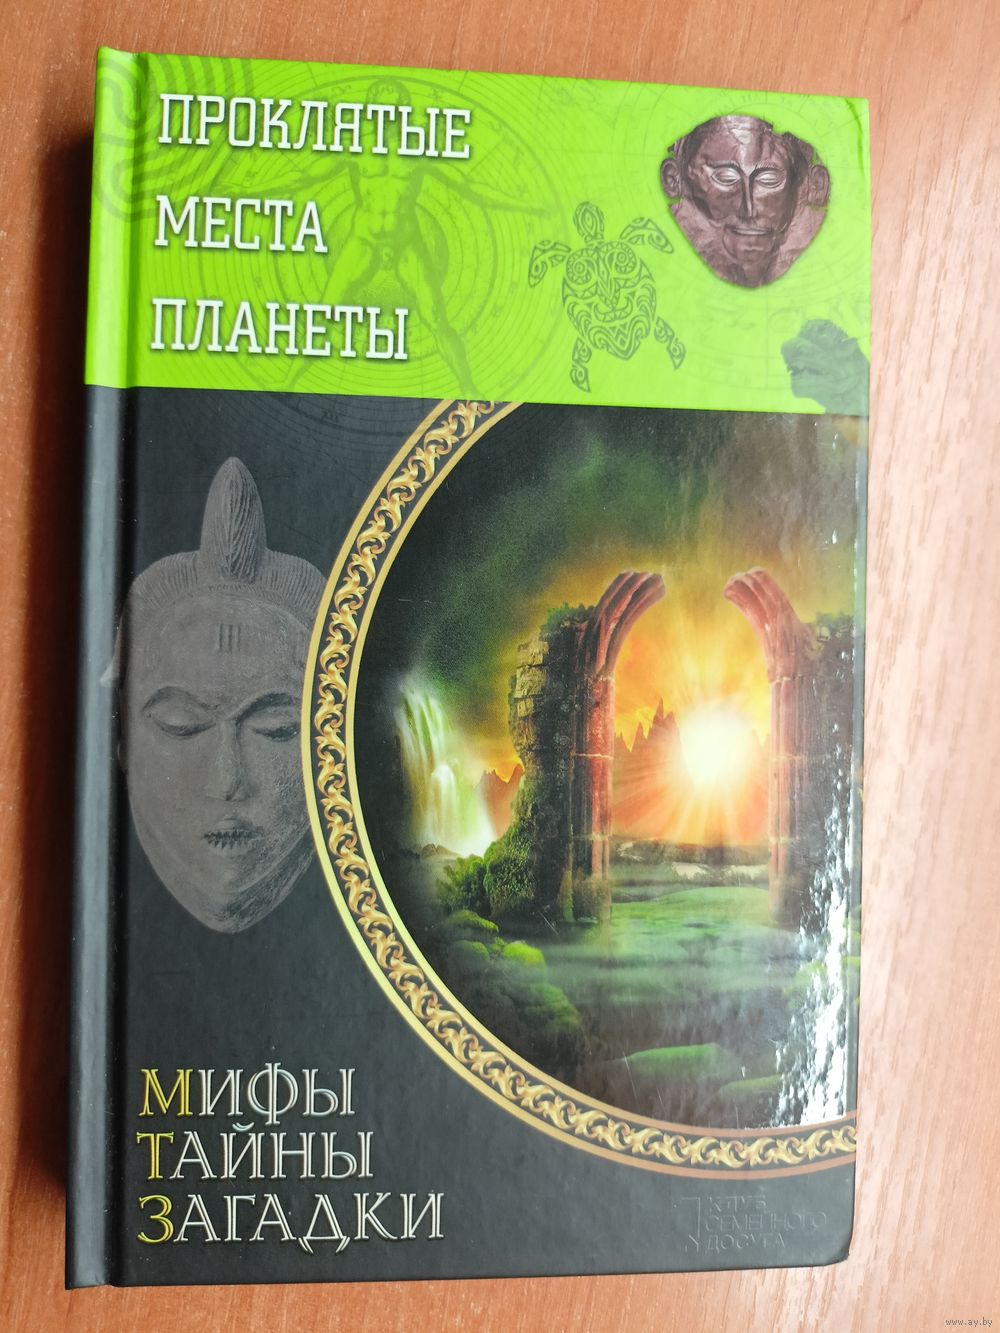 ПРОКЛЯТЫЕ
МЕСТА
ПЛАНЕТЫ
МИФЫ
ТАЙНЫ
ЗАГАДКИ
КЛУБ
СЕМЕЙНОГО
ДОСУГА
www.ay.by